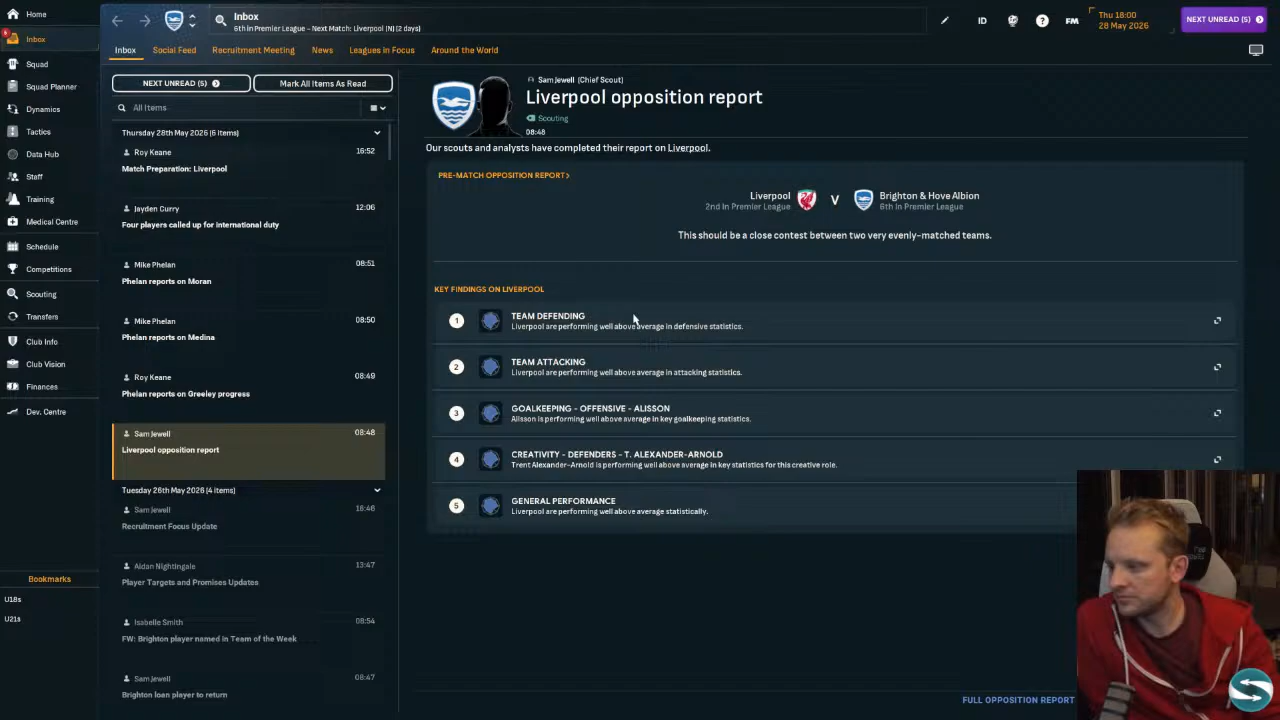 Home
Inbox
Squad
Squad Planner
Dynamics
Tactics
Data Hub
Staff
Training
Medical Centre
Schedule
Competitions
Scouting
Transfers
Club Info
Club Vision
Finances
Dev. Centre
Bookmarks
U18s
U21s
Inbox
6th in Premier League - Next Match: Liverpool (N) (2 days)
ID
?
FM
Thu 18:00
28 May 2026
NEXT UNREAD (5)
Inbox Social Feed Recruitment Meeting News Leagues in Focus Around the World
NEXT UNREAD (5)
Mark All Items As Read
All Items
Thursday 28th May 2026 (6 items)
Roy Keane 16:52
Match Preparation: Liverpool
Jayden Curry 12:06
Four players called up for international duty
Mike Phelan 08:51
Phelan reports on Moran
Mike Phelan 08:50
Phelan reports on Medina
Roy Keane 08:49
Phelan reports on Greeley progress
Sam Jewell 08:48
Liverpool opposition report
Tuesday 26th May 2026 (4 items)
Sam Jewell 16:46
Recruitment Focus Update
Aidan Nightingale 13:47
Player Targets and Promises Updates
Isabelle Smith 08:54
FW: Brighton player named in Team of the Week
Sam Jewell 08:47
Brighton loan player to return
Sam Jewell (Chief Scout)
Liverpool opposition report
Scouting
08:48
Our scouts and analysts have completed their report on Liverpool.
PRE-MATCH OPPOSITION REPORT>
Liverpool V Brighton & Hove Albion
2nd In Premier League 6th In Premier League
This should be a close contest between two very evenly-matched teams.
KEY FINDINGS ON LIVERPOOL
1 TEAM DEFENDING
Liverpool are performing well above average in defensive statistics.
2 TEAM ATTACKING
Liverpool are performing well above average in attacking statistics.
3 GOALKEEPING - OFFENSIVE - ALISSON
Alisson is performing well above average in key goalkeeping statistics.
4 CREATIVITY - DEFENDERS - T. ALEXANDER-ARNOLD
Trent Alexander-Arnold is performing well above average in key statistics for this creative role.
5 GENERAL PERFORMANCE
Liverpool are performing well above average statistically.
FULL OPPOSITION REPORT